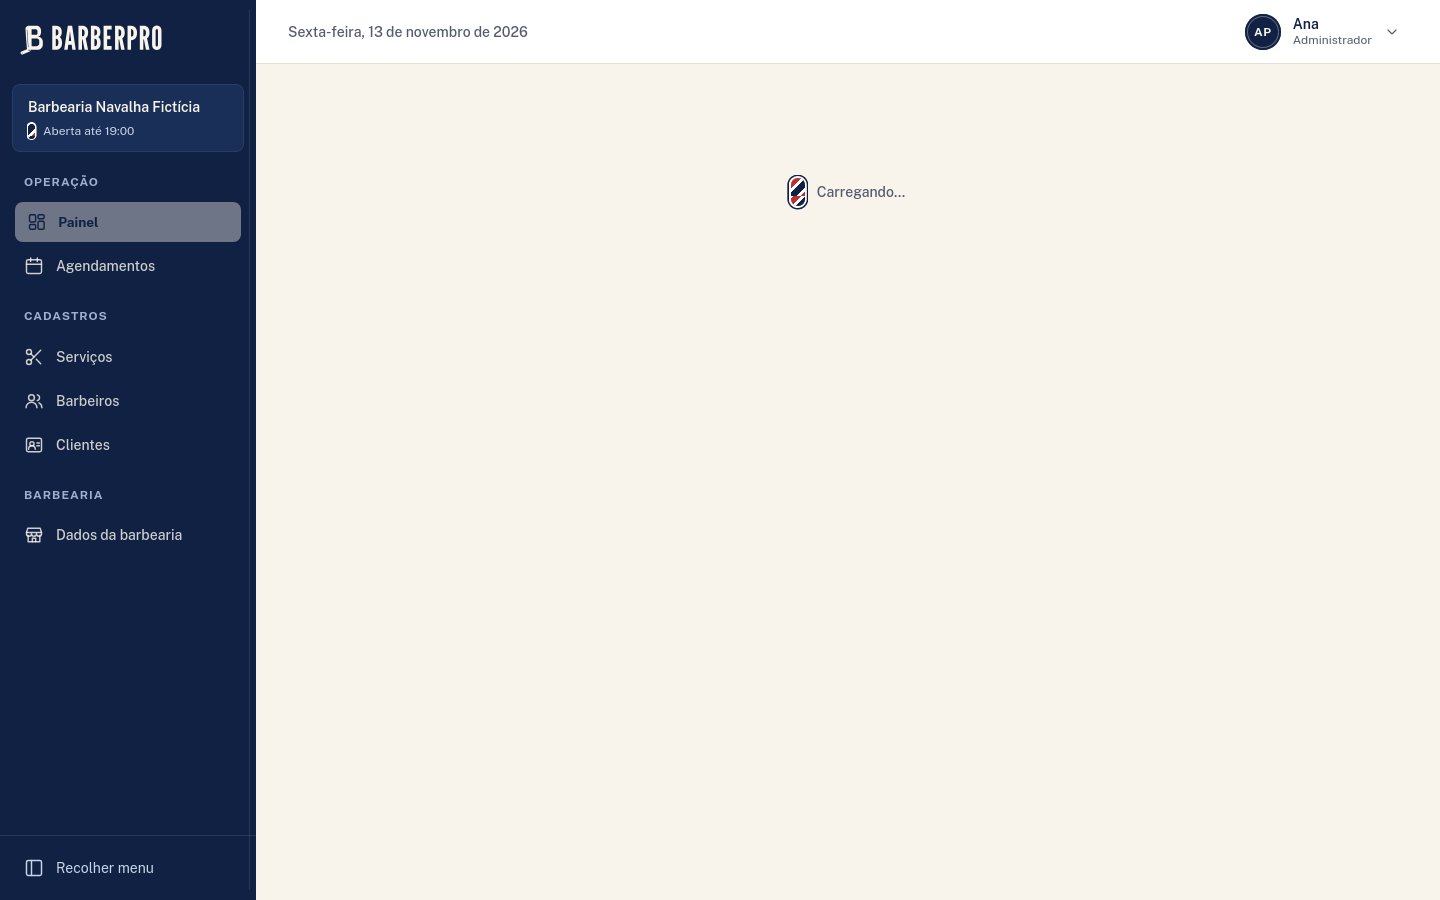 BARBERPRO
Barbearia Navalha Fictícia
Aberta até 19:00
OPERAÇÃO
Painel
Agendamentos
CADASTROS
Serviços
Barbeiros
Clientes
BARBEARIA
Dados da barbearia
Recolher menu
Sexta-feira, 13 de novembro de 2026
AP
Ana
Administrador
Carregando...